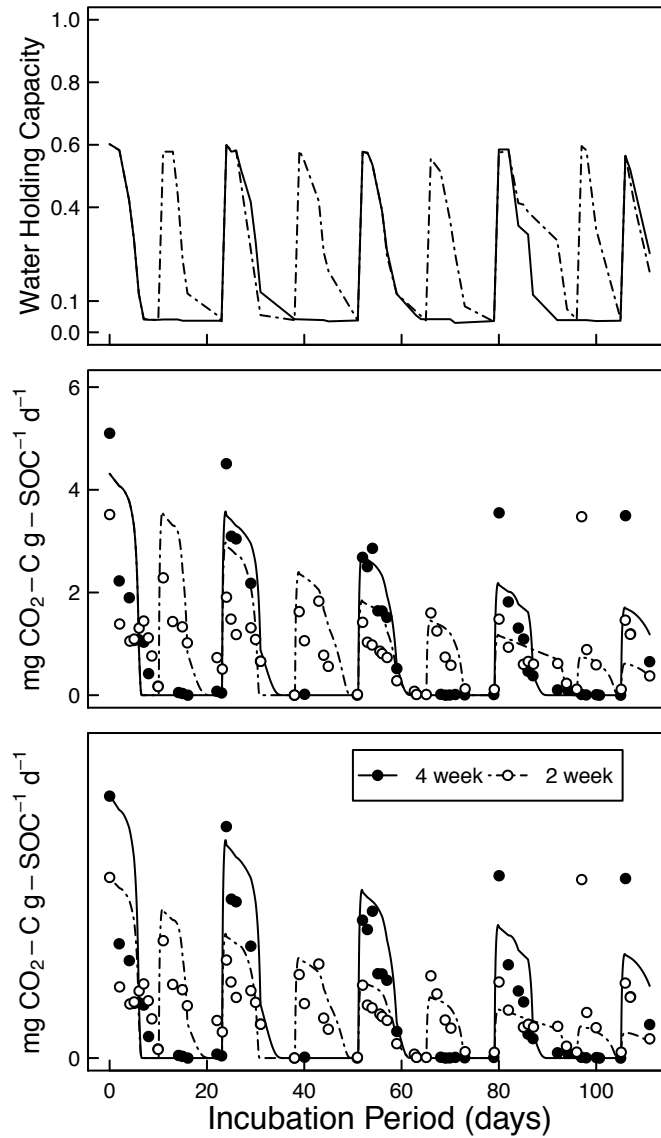 Water Holding Capacity
1.0
0.8
0.6
0.4
0.1
0.0
mg CO₂ – C g – SOC⁻¹ d⁻¹
6
4
2
0
mg CO₂ – C g – SOC⁻¹ d⁻¹
4 week 2 week
0
0 20 40 60 80 100
Incubation Period (days)